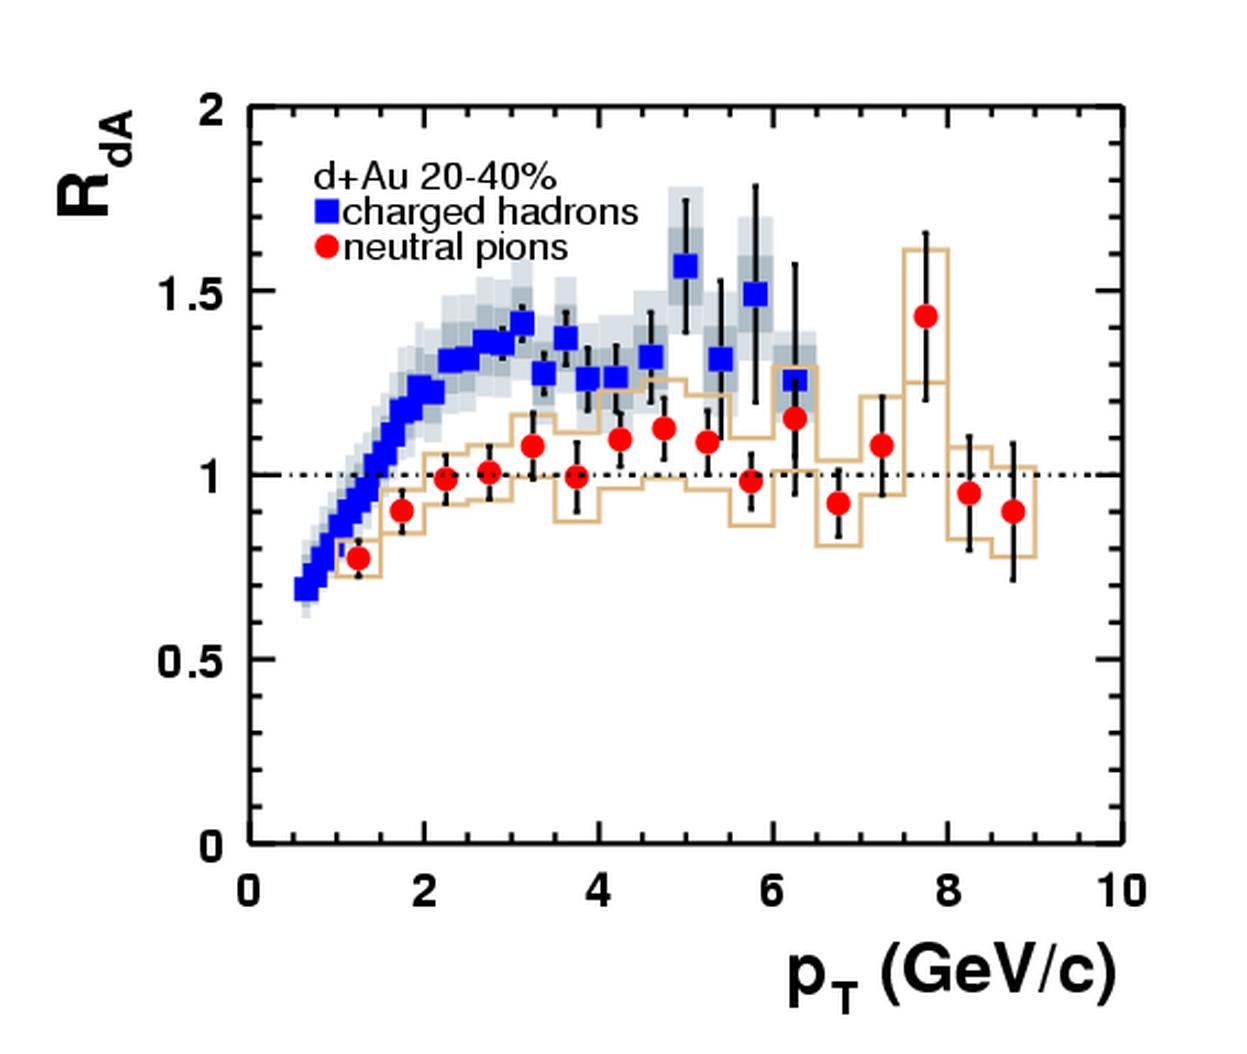 R_dA
2
1.5
1
0.5
0
d+Au 20-40%
charged hadrons
neutral pions
0 2 4 6 8 10
p_T (GeV/c)